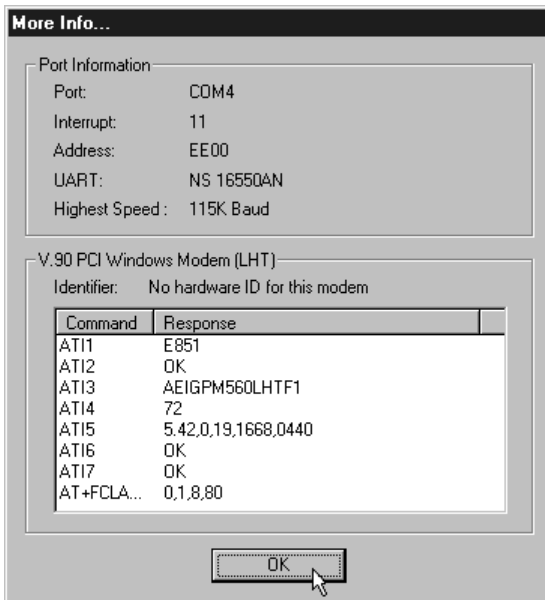 More Info...
Port Information
Port: COM4
Interrupt: 11
Address: EE00
UART: NS 16550AN
Highest Speed : 115K Baud
V.90 PCI Windows Modem (LHT)
Identifier: No hardware ID for this modem
Command Response
ATI1 E851
ATI2 OK
ATI3 AEIGPM560LHTF1
ATI4 72
ATI5 5.42,0,19,1668,0440
ATI6 OK
ATI7 OK
AT+FCLA... 0,1,8,80
OK